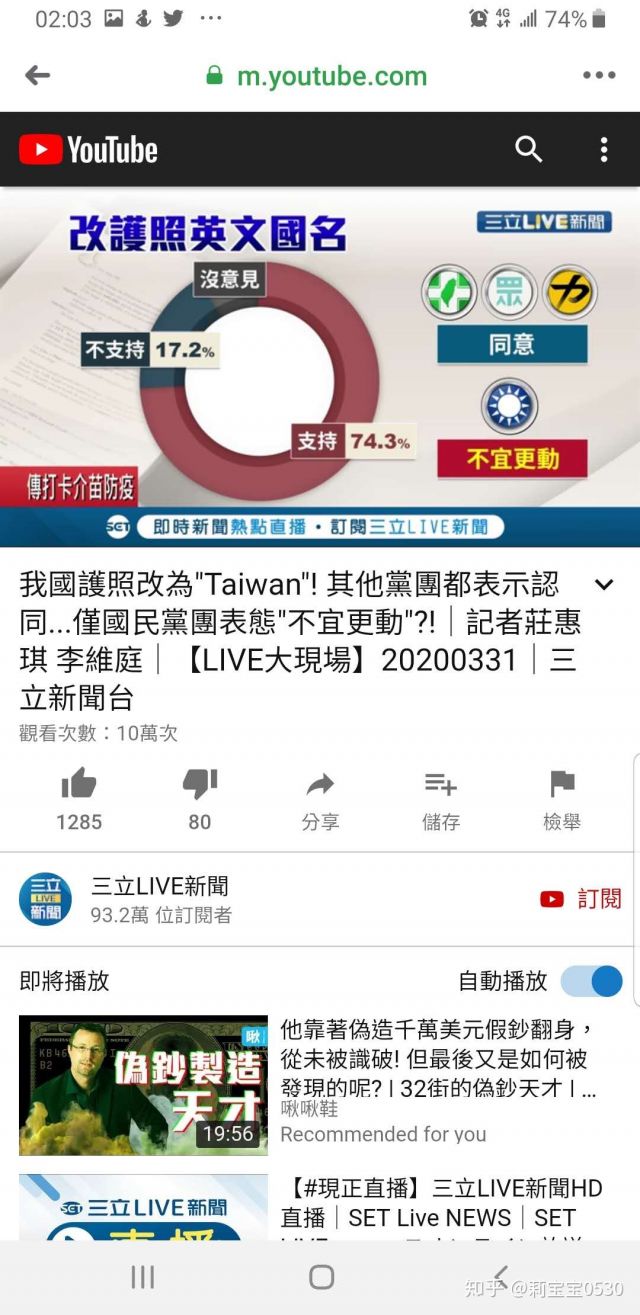 02:03
4G
74%
m.youtube.com
YouTube
改護照英文國名
三立LIVE新聞
沒意見
不支持 17.2%
眾
力
同意
支持 74.3%
不宜更動
傳打卡介苗防疫
SET 即時新聞熱點直播・訂閱三立LIVE新聞
我國護照改為"Taiwan"! 其他黨團都表示認
同...僅國民黨團表態"不宜更動"?!│記者莊惠
琪 李維庭│【LIVE大現場】20200331│三
立新聞台
觀看次數：10萬次
1285
80
分享
儲存
檢舉
三立
LIVE
新聞
三立LIVE新聞
93.2萬 位訂閱者
訂閱
即將播放
自動播放
啾
偽鈔製造
天才
19:56
他靠著偽造千萬美元假鈔翻身，
從未被識破! 但最後又是如何被
發現的呢? | 32街的偽鈔天才 | ...
啾啾鞋
Recommended for you
SET 三立LIVE新聞
直播
【#現正直播】三立LIVE新聞HD
直播│SET Live NEWS│SET
知乎 @莉宝宝0530